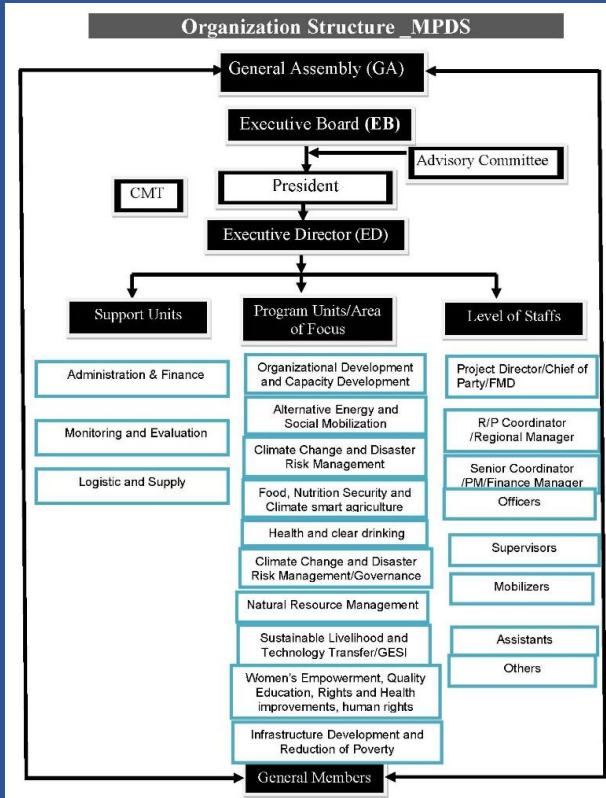 Organization Structure _MPDS
General Assembly (GA)
Executive Board (EB)
Advisory Committee
CMT
President
Executive Director (ED)
Support Units
Program Units/Area
of Focus
Level of Staffs
Administration & Finance
Monitoring and Evaluation
Logistic and Supply
Organizational Development
and Capacity Development
Alternative Energy and
Social Mobilization
Climate Change and Disaster
Risk Management
Food, Nutrition Security and
Climate smart agriculture
Health and clear drinking
Climate Change and Disaster
Risk Management/Governance
Natural Resource Management
Sustainable Livelihood and
Technology Transfer/GESI
Women's Empowerment, Quality
Education, Rights and Health
improvements, human rights
Infrastructure Development and
Reduction of Poverty
Project Director/Chief of
Party/FMD
R/P Coordinator
/Regional Manager
Senior Coordinator
/PM/Finance Manager
Officers
Supervisors
Mobilizers
Assistants
Others
General Members